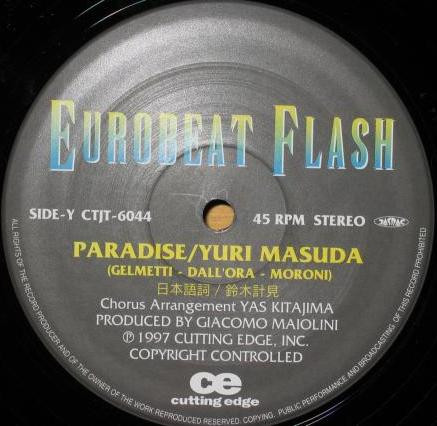 EUROBEAT FLASH
SIDE-Y CTJT-6044
45 RPM STEREO
JASRAC
PARADISE/YURI MASUDA
(GELMETTI - DALL'ORA - MORONI)
日本語詞 / 鈴木計見
Chorus Arrangement YAS KITAJIMA
PRODUCED BY GIACOMO MAIOLINI
Ⓟ 1997 CUTTING EDGE, INC.
COPYRIGHT CONTROLLED
ce
cutting edge
ALL RIGHTS OF THE RECORD PRODUCER AND OF THE OWNER OF THE WORK REPRODUCED RESERVED. COPYING, PUBLIC PERFORMANCE AND BROADCASTING OF THIS RECORD PROHIBITED